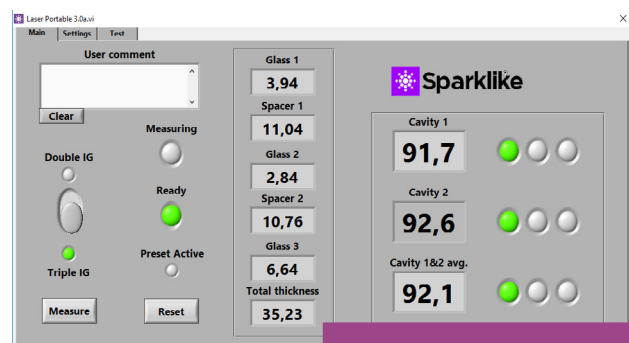 Laser Portable 3.0a.vi
Main Settings Test
User comment
Clear
Measuring
Double IG
Ready
Preset Active
Triple IG
Measure
Reset
Glass 1
3,94
Spacer 1
11,04
Glass 2
2,84
Spacer 2
10,76
Glass 3
6,64
Total thickness
35,23
Sparklike
Cavity 1
91,7
Cavity 2
92,6
Cavity 1&2 avg.
92,1